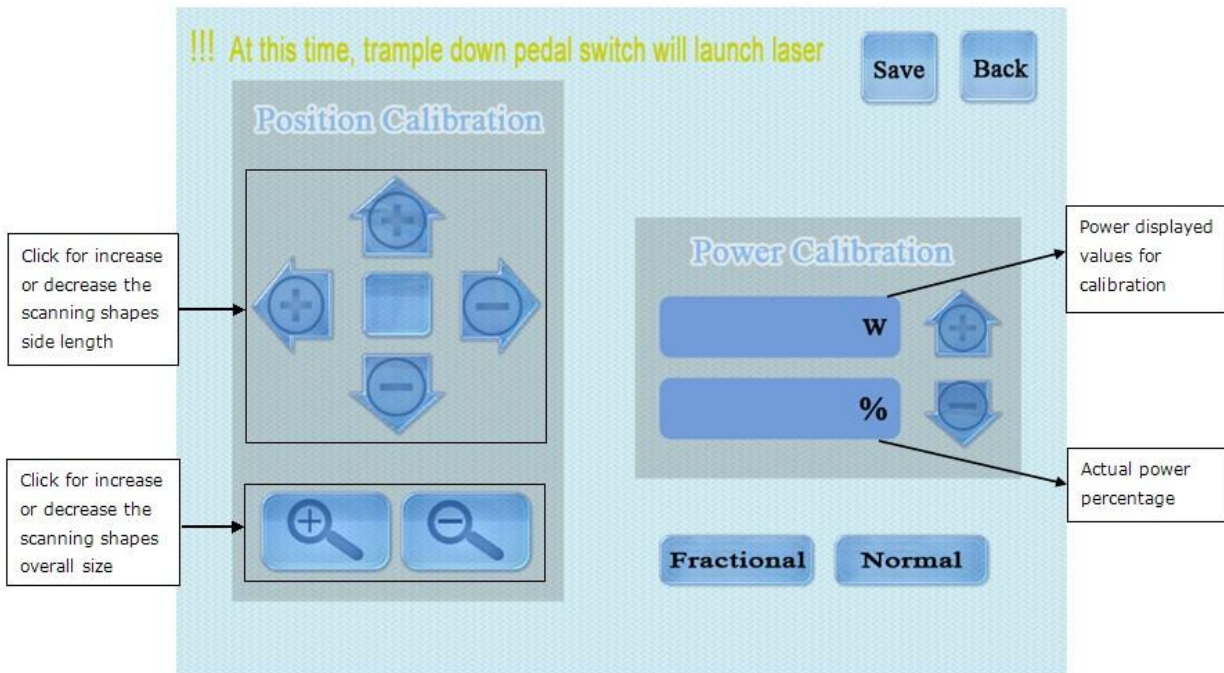 !!! At this time, trample down pedal switch will launch laser
Save
Back
Position Calibration
Click for increase
or decrease the
scanning shapes
side length
Click for increase
or decrease the
scanning shapes
overall size
Power Calibration
W
%
Power displayed
values for
calibration
Actual power
percentage
Fractional
Normal